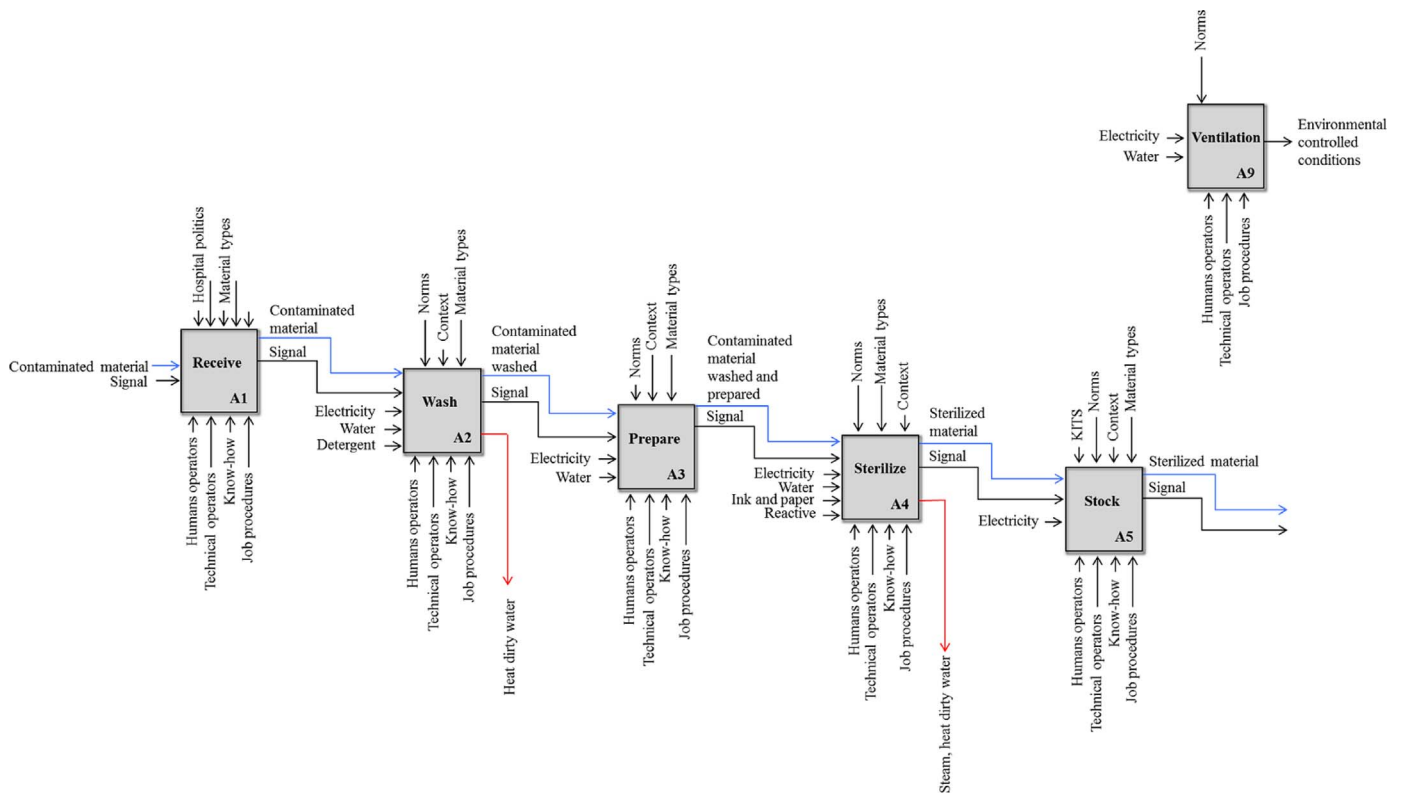 Norms
Electricity
Water
Ventilation
A9
Environmental
controlled
conditions
Humans operators
Technical operators
Job procedures
Hospital politics
Material types
Contaminated material
Signal
Receive
A1
Humans operators
Technical operators
Know-how
Job procedures
Contaminated
material
Signal
Norms
Context
Material types
Electricity
Water
Detergent
Wash
A2
Humans operators
Technical operators
Know-how
Job procedures
Heat dirty water
Contaminated
material
washed
Signal
Norms
Context
Material types
Electricity
Water
Prepare
A3
Humans operators
Technical operators
Know-how
Job procedures
Contaminated
material
washed and
prepared
Signal
Norms
Material types
Context
Electricity
Water
Ink and paper
Reactive
Sterilize
A4
Humans operators
Technical operators
Know-how
Job procedures
Steam, heat dirty water
Sterilized
material
Signal
KITS
Norms
Context
Material types
Electricity
Stock
A5
Humans operators
Technical operators
Know-how
Job procedures
Sterilized material
Signal